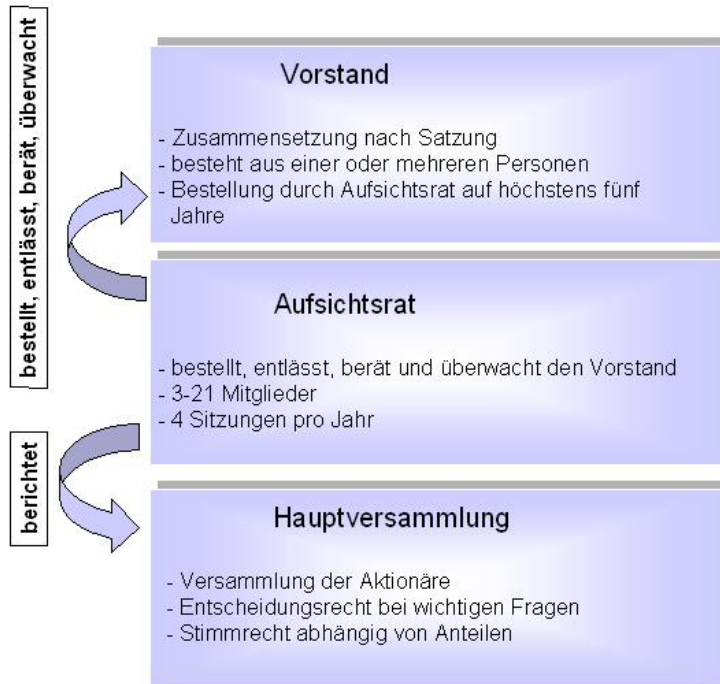 bestellt, entlässt, berät, überwacht
Vorstand
- Zusammensetzung nach Satzung
- besteht aus einer oder mehreren Personen
- Bestellung durch Aufsichtsrat auf höchstens fünf
Jahre
Aufsichtsrat
- bestellt, entlässt, berät und überwacht den Vorstand
- 3-21 Mitglieder
- 4 Sitzungen pro Jahr
berichtet
Hauptversammlung
- Versammlung der Aktionäre
- Entscheidungsrecht bei wichtigen Fragen
- Stimmrecht abhängig von Anteilen